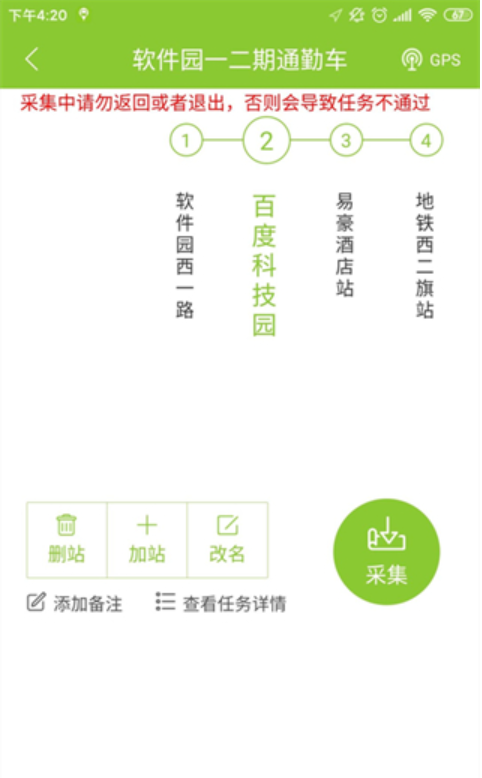 下午4:20
67
软件园一二期通勤车
GPS
采集中请勿返回或者退出，否则会导致任务不通过
1
2
3
4
软件园西一路
百度科技园
易豪酒店站
地铁西二旗站
删站
加站
改名
采集
添加备注
查看任务详情